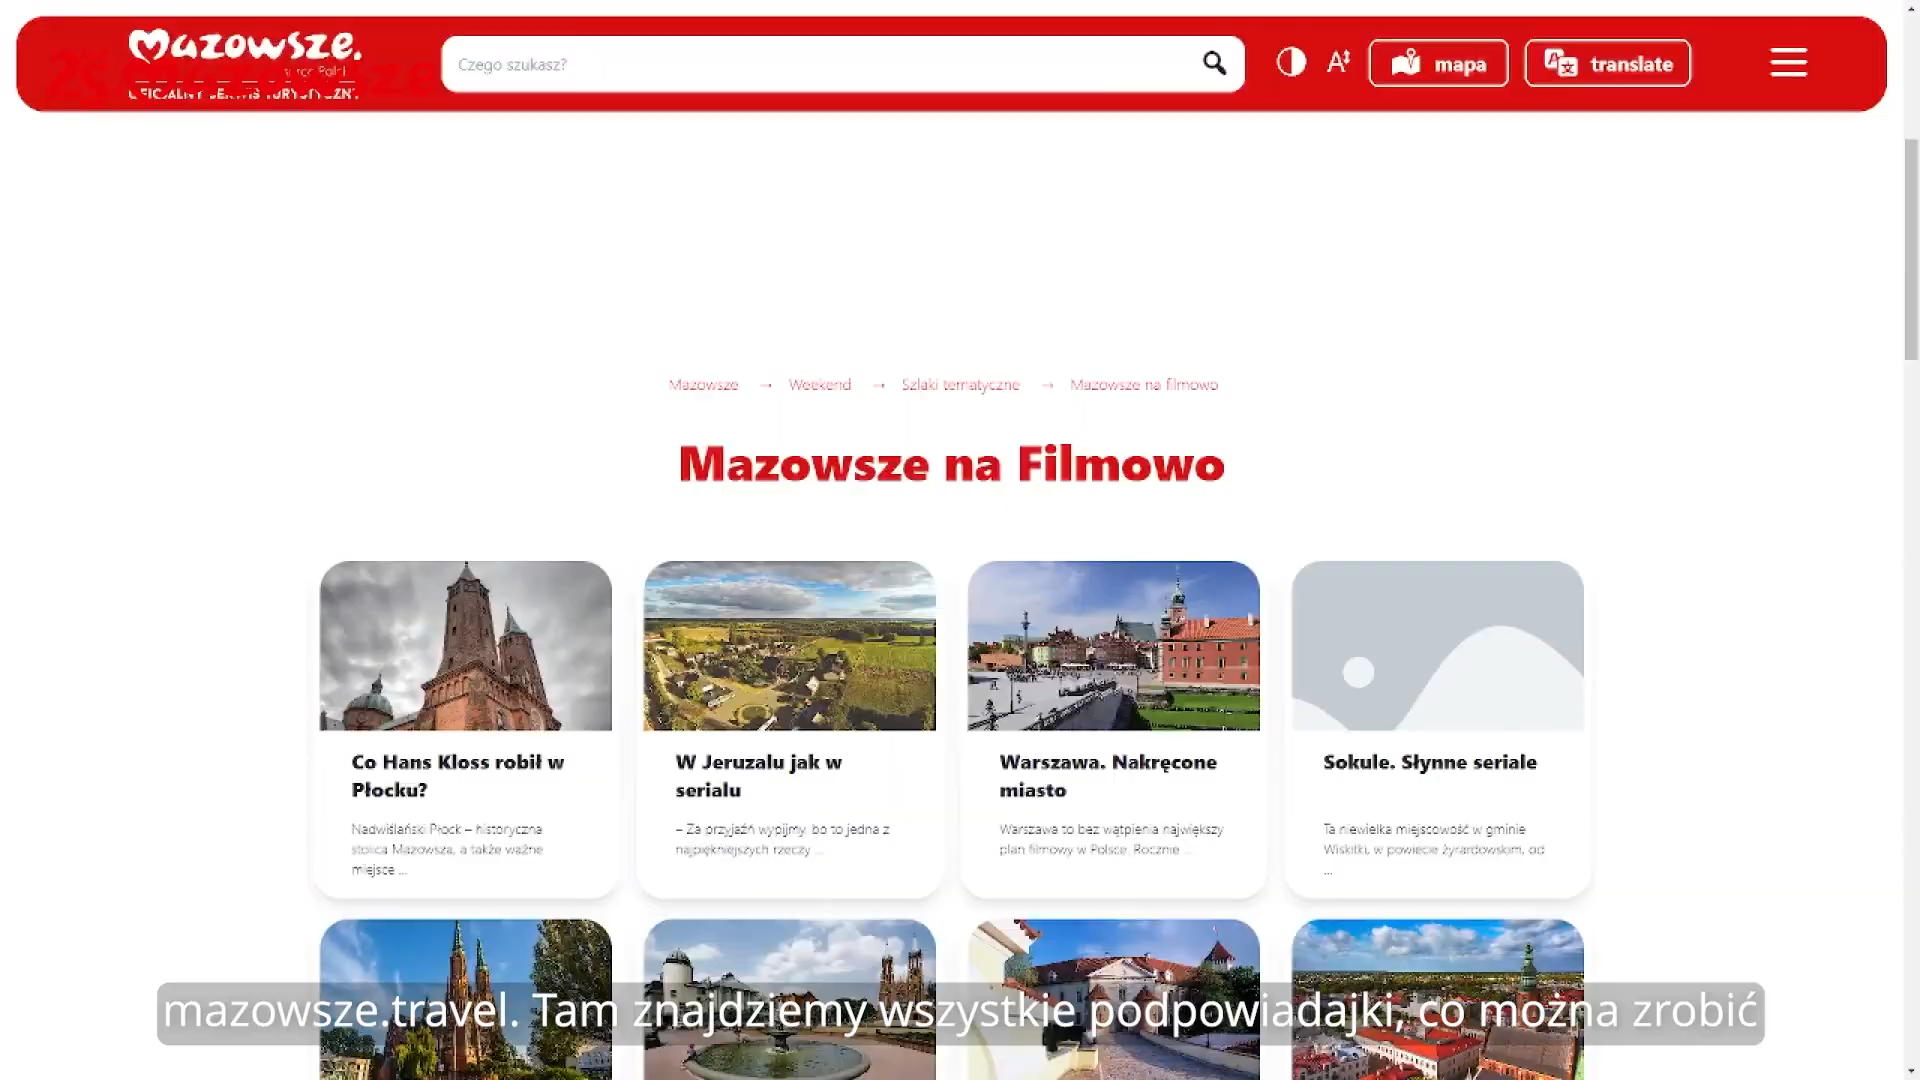 Mazowsze.
Czego szukasz?
mapa
translate
Mazowsze → Weekend → Szlaki tematyczne → Mazowsze na filmowo
Mazowsze na Filmowo
Co Hans Kloss robił w
Płocku?
Nadwiślański Płock – historyczna
stolica Mazowsza, a także ważne
miejsce ...
W Jeruzalu jak w
serialu
– Za przyjaźń wypijmy, bo to jedna z
najpiękniejszych rzeczy ...
Warszawa. Nakręcone
miasto
Warszawa to bez wątpienia największy
plan filmowy w Polsce. Rocznie ...
Sokule. Słynne seriale
Ta niewielka miejscowość w gminie
Wiskitki, w powiecie żyrardowskim, od
...
mazowsze.travel. Tam znajdziemy wszystkie podpowiadajki, co można zrobić